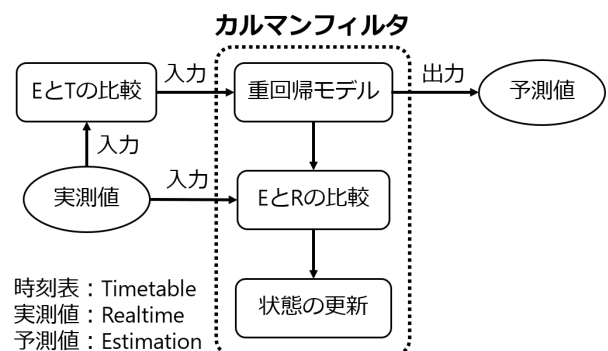 カルマンフィルタ
EとTの比較
入力
重回帰モデル
出力
予測値
入力
実測値
入力
EとRの比較
状態の更新
時刻表：Timetable
実測値：Realtime
予測値：Estimation